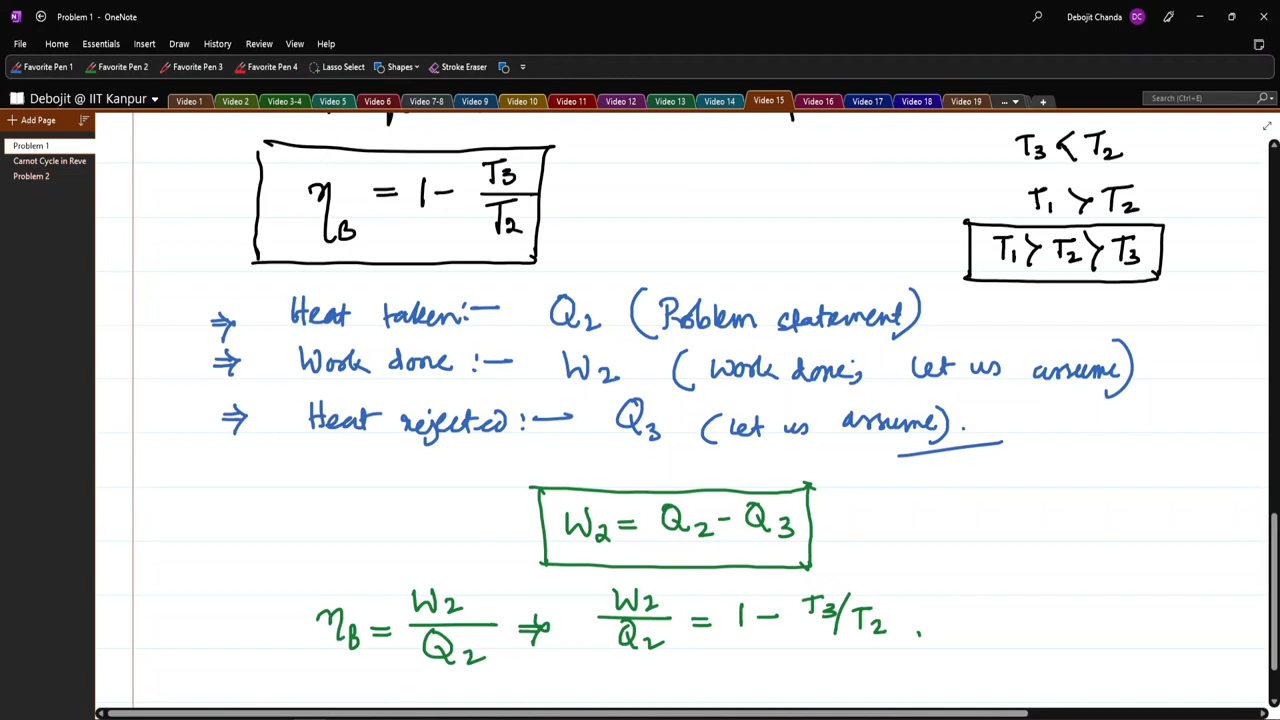 Problem 1 - OneNote
Debojit Chanda DC
File Home Essentials Insert Draw History Review View Help
Favorite Pen 1 Favorite Pen 2 Favorite Pen 3 Favorite Pen 4 Lasso Select Shapes Stroke Eraser
Debojit @ IIT Kanpur Video 1 Video 2 Video 3-4 Video 5 Video 6 Video 7-8 Video 9 Video 10 Video 11 Video 12 Video 13 Video 14 Video 15 Video 16 Video 17 Video 18 Video 19 ... + Search (Ctrl+E)
+ Add Page
Problem 1
Carnot Cycle in Reve
Problem 2
T₃ < T₂
η_B = 1 - T₃/T₂
T₁ > T₂
T₁ > T₂ > T₃
⇒ Heat taken :- Q₂ (Problem statement)
⇒ Work done :- W₂ (Work done; let us assume)
⇒ Heat rejected :→ Q₃ (let us assume).
W₂ = Q₂ - Q₃
η_B = W₂/Q₂ ⇒ W₂/Q₂ = 1 - T₃/T₂ .